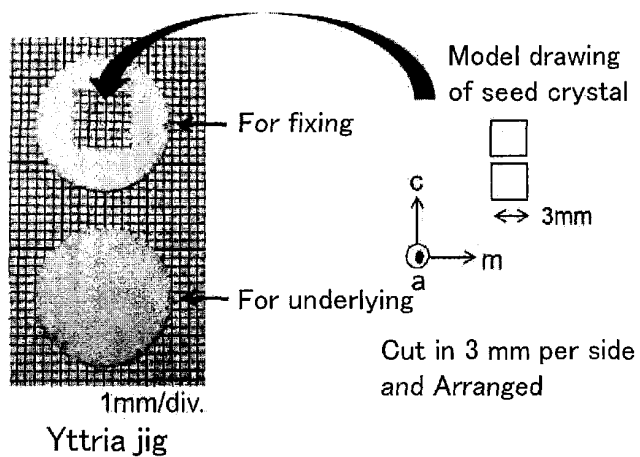 Model drawing
of seed crystal
For fixing
3mm
c
m
a
For underlying
Cut in 3 mm per side
and Arranged
1mm/div.
Yttria jig